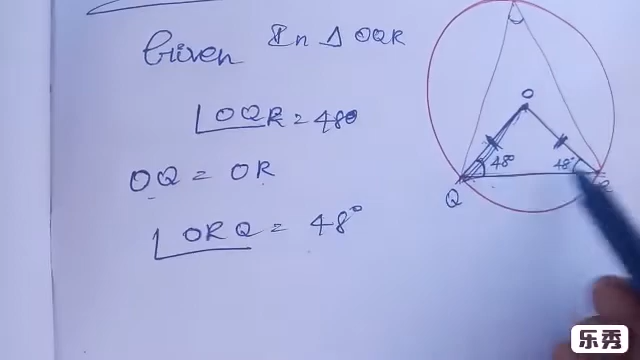 Given In Δ OQR
∠OQR = 48°
OQ = OR
∠ORQ = 48°
O
48° 48°
Q
乐秀